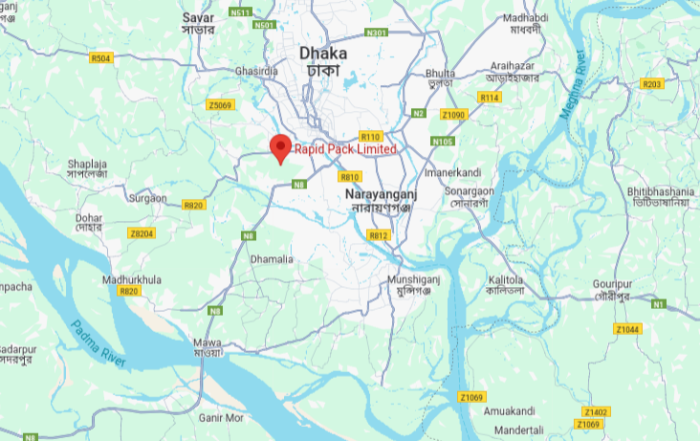 ganj
গঞ্জ
Savar
সাভার
N511
N501
N301
Madhabdi
মাধবদী
Dhaka
ঢাকা
R504
Ghasirdia
Bhulta
ভুলতা
Araihazar
আড়াইহাজার
R203
Meghna River
Z5069
N2
R114
Z1090
R110
N105
Rapid Pack Limited
Shaplaja
সাপলেজা
R810
N8
Imanerkandi
Narayanganj
নারায়ণগঞ্জ
Sonargaon
সোনারগাঁ
Bhitibhashania
ভিটিভাষানিয়া
Surgaon
R820
Dohar
দোহার
Z8204
N8
R812
Dhamalia
Madhurkhula
R820
Munshiganj
মুন্সিগঞ্জ
Kalitola
কালিতলা
Gouripur
গৌরীপুর
npacha
N8
N1
Padma River
Z1044
Mawa
মাওয়া
Sadarpur
সদরপুর
Z1069
Ganir Mor
Amuakandi
Z1402
Z1069
Mandertali
N8